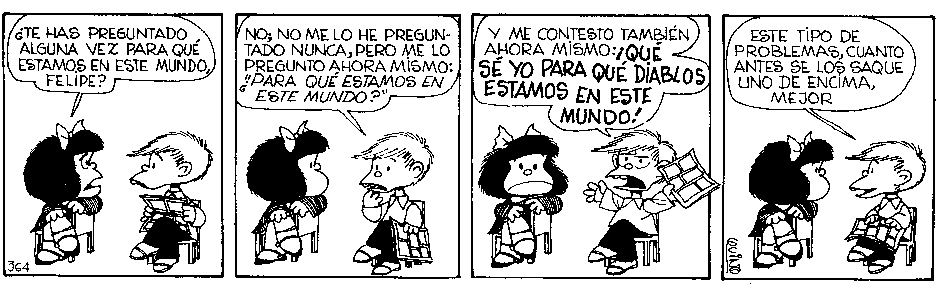 ¿TE HAS PREGUNTADO
ALGUNA VEZ PARA QUÉ
ESTAMOS EN ESTE MUNDO,
FELIPE?
364
NO; NO ME LO HE PREGUN-
TADO NUNCA, PERO ME LO
PREGUNTO AHORA MISMO:
¿"PARA QUÉ ESTAMOS EN
ESTE MUNDO?"
Y ME CONTESTO TAMBIÉN
AHORA MISMO: ¡QUÉ
SÉ YO PARA QUÉ DIABLOS
ESTAMOS EN ESTE
MUNDO!
ESTE TIPO DE
PROBLEMAS, CUANTO
ANTES SE LOS SAQUE
UNO DE ENCIMA,
MEJOR
QUINO